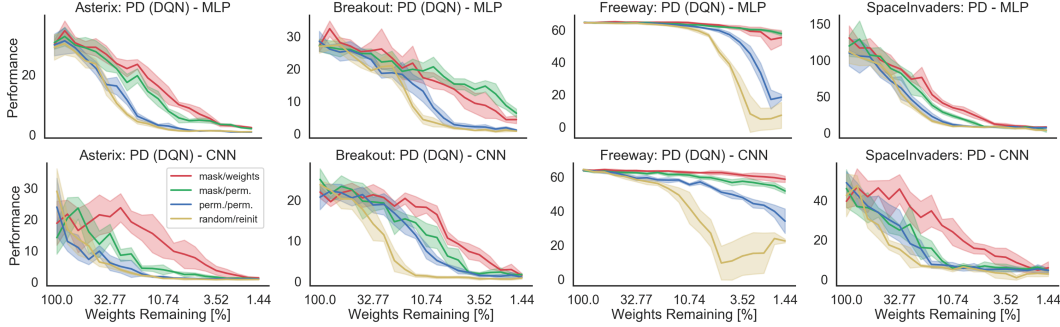 Asterix: PD (DQN) - MLP
Breakout: PD (DQN) - MLP
Freeway: PD (DQN) - MLP
SpaceInvaders: PD - MLP
Performance
20
0
30
20
10
0
60
40
20
0
150
100
50
0
Asterix: PD (DQN) - CNN
Breakout: PD (DQN) - CNN
Freeway: PD (DQN) - CNN
SpaceInvaders: PD - CNN
Performance
30
20
10
0
mask/weights
mask/perm.
perm./perm.
random/reinit
20
10
0
60
40
20
0
40
20
0
100.0 32.77 10.74 3.52 1.44
100.0 32.77 10.74 3.52 1.44
100.0 32.77 10.74 3.52 1.44
100.0 32.77 10.74 3.52 1.44
Weights Remaining [%]
Weights Remaining [%]
Weights Remaining [%]
Weights Remaining [%]